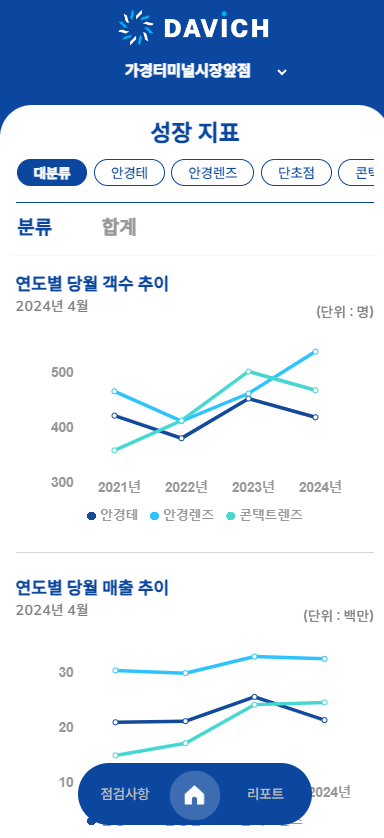 DAVICH
가경터미널시장앞점
성장 지표
대분류 안경테 안경렌즈 단초점
분류 합계
연도별 당월 객수 추이
2024년 4월
(단위 : 명)
500
400
300
2021년 2022년 2023년 2024년
안경테 안경렌즈 콘택트렌즈
연도별 당월 매출 추이
2024년 4월
(단위 : 백만)
30
20
10
2024년
점검사항 리포트